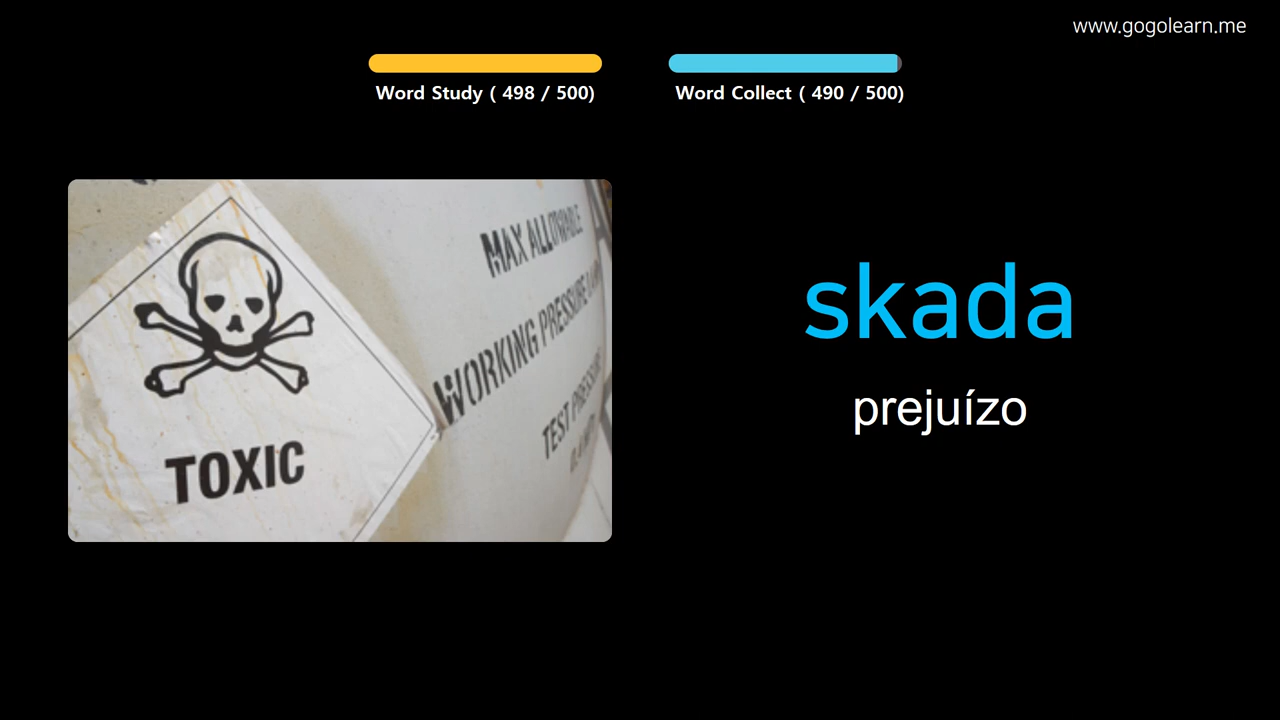 www.gogolearn.me
Word Study ( 498 / 500)
Word Collect ( 490 / 500)
TOXIC
MAX ALLOWABLE
WORKING PRESSURE
TEST PRESSURE
skada
prejuízo